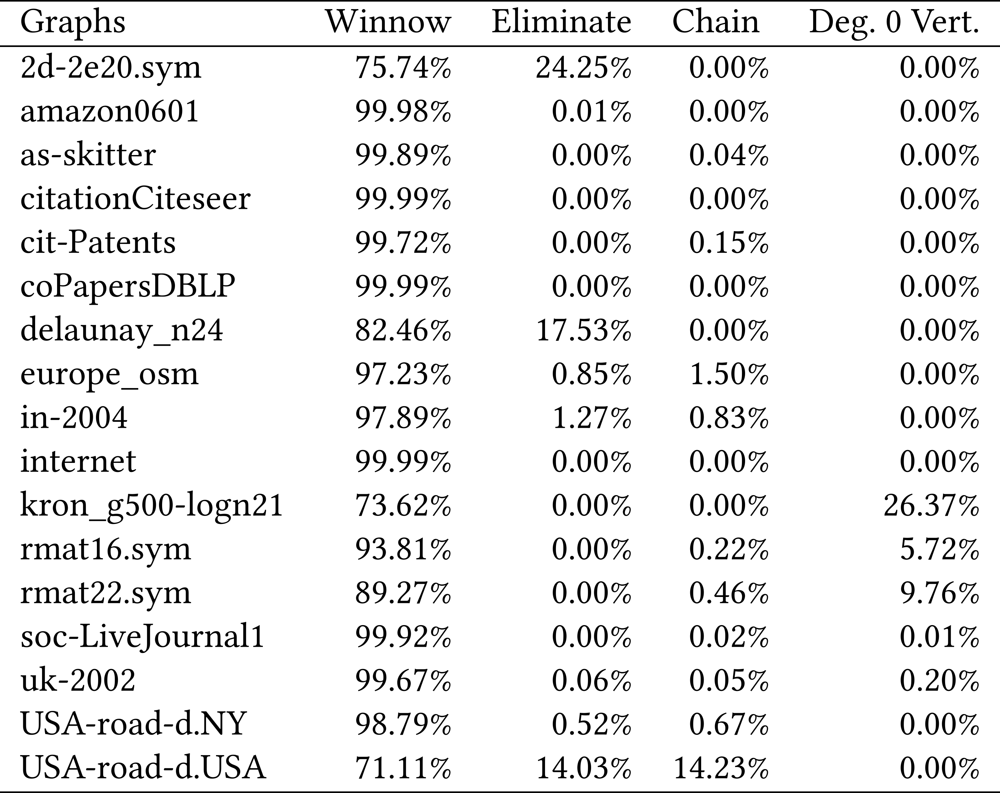 Graphs Winnow Eliminate Chain Deg. 0 Vert.
2d-2e20.sym 75.74% 24.25% 0.00% 0.00%
amazon0601 99.98% 0.01% 0.00% 0.00%
as-skitter 99.89% 0.00% 0.04% 0.00%
citationCiteseer 99.99% 0.00% 0.00% 0.00%
cit-Patents 99.72% 0.00% 0.15% 0.00%
coPapersDBLP 99.99% 0.00% 0.00% 0.00%
delaunay_n24 82.46% 17.53% 0.00% 0.00%
europe_osm 97.23% 0.85% 1.50% 0.00%
in-2004 97.89% 1.27% 0.83% 0.00%
internet 99.99% 0.00% 0.00% 0.00%
kron_g500-logn21 73.62% 0.00% 0.00% 26.37%
rmat16.sym 93.81% 0.00% 0.22% 5.72%
rmat22.sym 89.27% 0.00% 0.46% 9.76%
soc-LiveJournal1 99.92% 0.00% 0.02% 0.01%
uk-2002 99.67% 0.06% 0.05% 0.20%
USA-road-d.NY 98.79% 0.52% 0.67% 0.00%
USA-road-d.USA 71.11% 14.03% 14.23% 0.00%